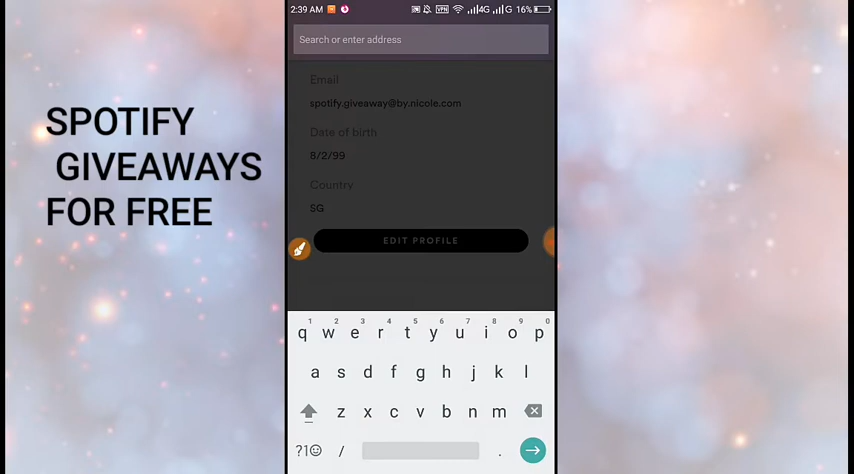 SPOTIFY
GIVEAWAYS
FOR FREE
2:39 AM VPN 4G G 16%
Search or enter address
Email
spotify.giveaway@by.nicole.com
Date of birth
8/2/99
Country
SG
EDIT PROFILE
1 2 3 4 5 6 7 8 9 0
q w e r t y u i o p
a s d f g h j k l
z x c v b n m
?1☺ / .